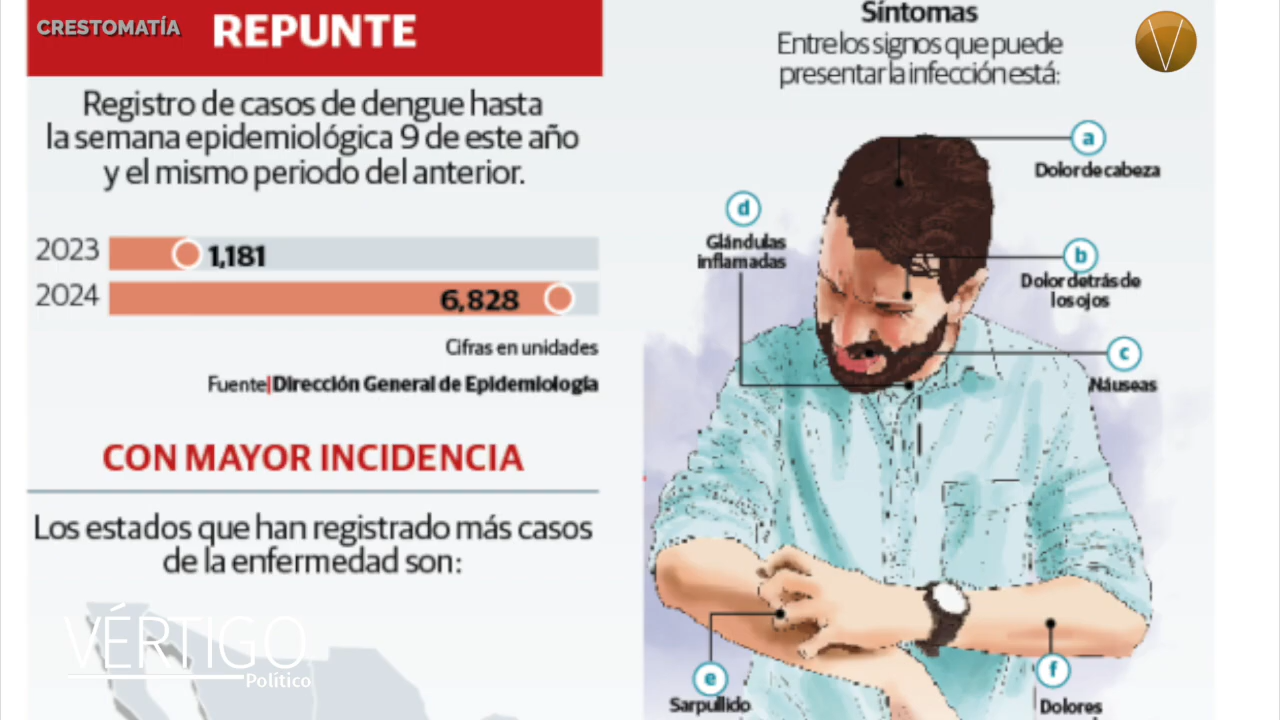 CRESTOMATÍA
REPUNTE
Registro de casos de dengue hasta
la semana epidemiológica 9 de este año
y el mismo periodo del anterior.
2023
1,181
2024
6,828
Cifras en unidades
Fuente|Dirección General de Epidemiología
CON MAYOR INCIDENCIA
Los estados que han registrado más casos
de la enfermedad son:
VÉRTIGO
Político
Síntomas
Entre los signos que puede
presentar la infección está:
a
Dolor de cabeza
d
Glándulas
inflamadas
b
Dolor detrás de
los ojos
c
Náuseas
e
Sarpullido
f
Dolores
V